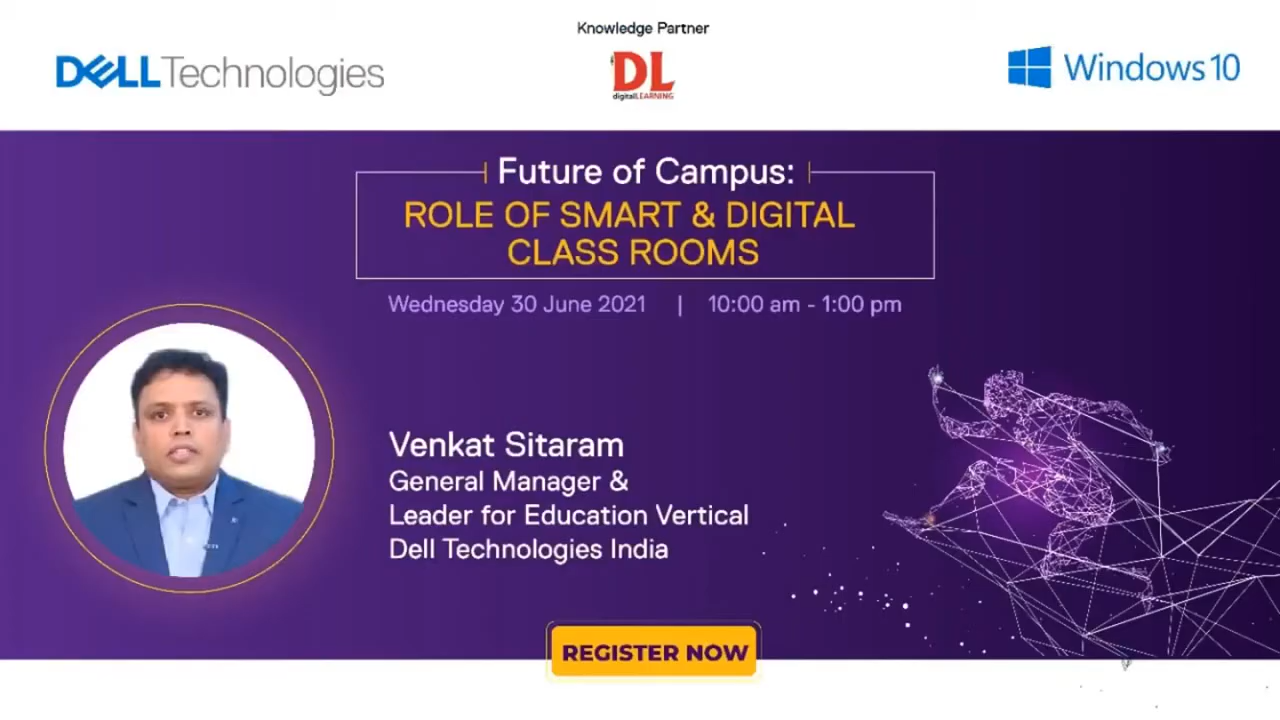 Knowledge Partner
DELL Technologies
DL
digitalLEARNING
Windows 10
Future of Campus:
ROLE OF SMART & DIGITAL
CLASS ROOMS
Wednesday 30 June 2021 | 10:00 am - 1:00 pm
Venkat Sitaram
General Manager &
Leader for Education Vertical
Dell Technologies India
REGISTER NOW